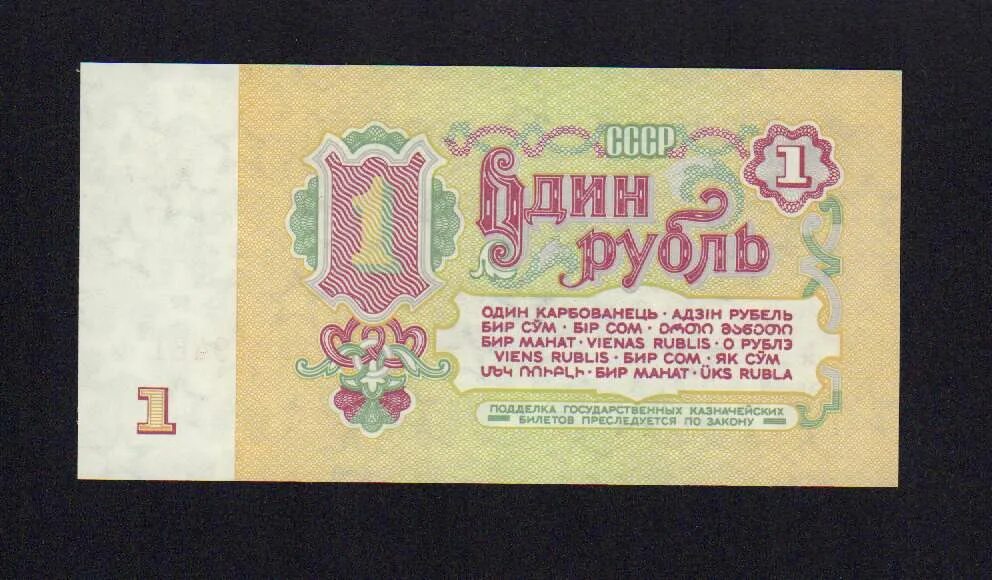 СССР
1
1
Один
рубль
ОДИН КАРБОВАНЕЦЬ · АДЗІН РУБЕЛЬ
БИР СЎМ · БІР СОМ · ᲔᲠᲗᲘ ᲛᲐᲜᲔᲗᲘ
БИР МАНАТ · VIENAS RUBLIS · О РУБЛЭ
VIENS RUBLIS · БИР СОМ · ЯК СЎМ
ՄԵԿ ՌՈՒԲԼԻ · БИР МАНАТ · ÜKS RUBLA
1
ПОДДЕЛКА ГОСУДАРСТВЕННЫХ КАЗНАЧЕЙСКИХ
БИЛЕТОВ ПРЕСЛЕДУЕТСЯ ПО ЗАКОНУ